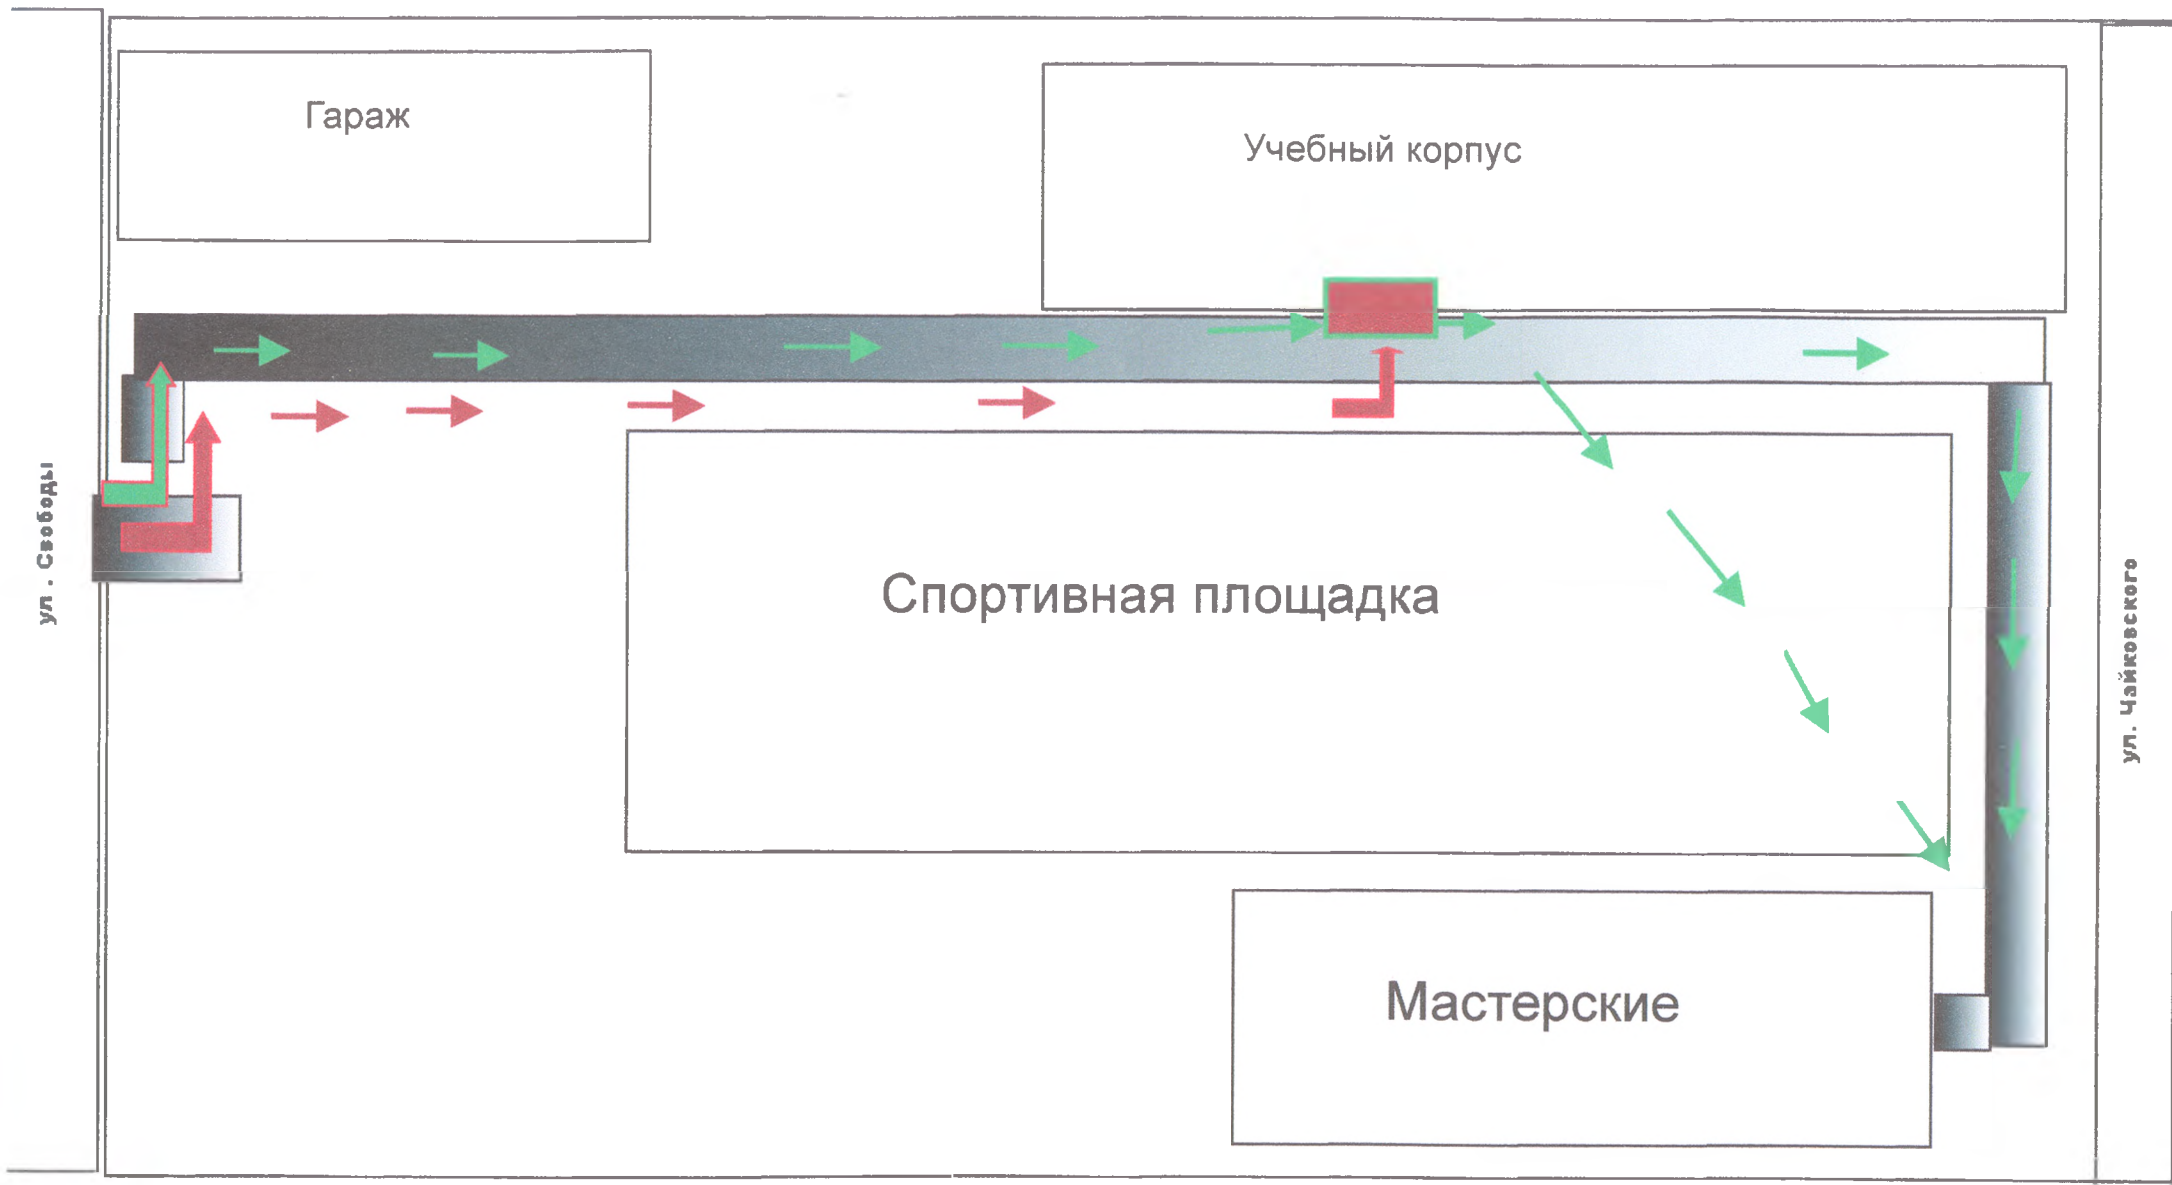 Гараж
Учебный корпус
ул . Свободы
Спортивная площадка
ул. Чайковского
Мастерские